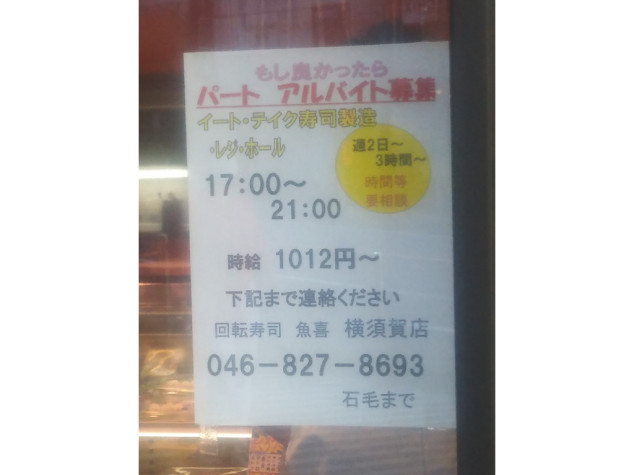 もし良かったら
パート アルバイト募集
イート・テイク寿司製造
・レジ・ホール
週2日～
3時間～
時間等
要相談
17:00～
21:00
時給 1012円～
下記まで連絡ください
回転寿司 魚喜 横須賀店
046-827-8693
石毛まで